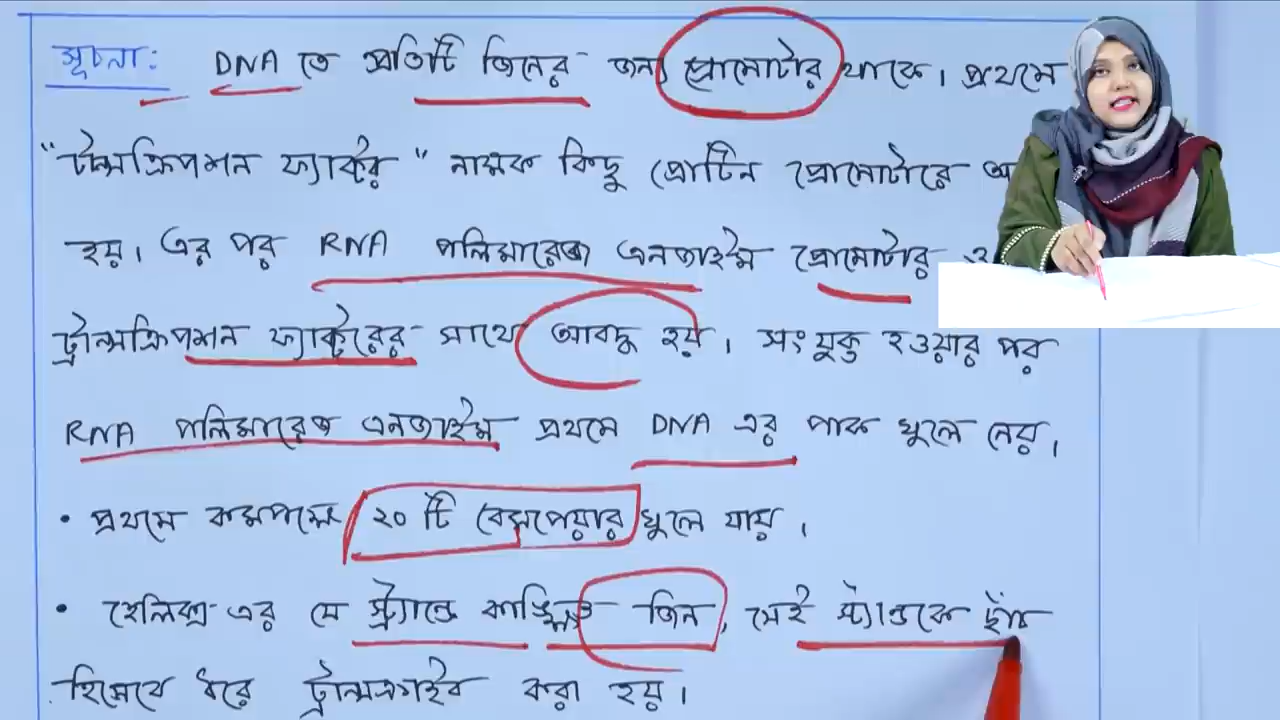 সূচনা: DNA তে প্রতিটি জিনের জন্য প্রোমোটার থাকে। প্রথমে
"ট্রান্সক্রিপশন ফ্যাক্টর" নামক কিছু প্রোটিন প্রোমোটারে
হয়। এর পর RNA পলিমারেজ এনজাইম প্রোমোটার ও
ট্রান্সক্রিপশন ফ্যাক্টরের সাথে আবদ্ধ হয়। সংযুক্ত হওয়ার পর
RNA পলিমারেজ এনজাইম প্রথমে DNA এর পাক খুলে নেয়।
• প্রথমে কমপক্ষে ২০ টি বেসপেয়ার খুলে যায়।
• হেলিক্স-এর যে স্ট্র্যান্ডে কাঙ্ক্ষিত জিন, সেই স্ট্যান্ডকে ছাঁচ
হিসেবে ধরে ট্রান্সক্রাইব করা হয়।